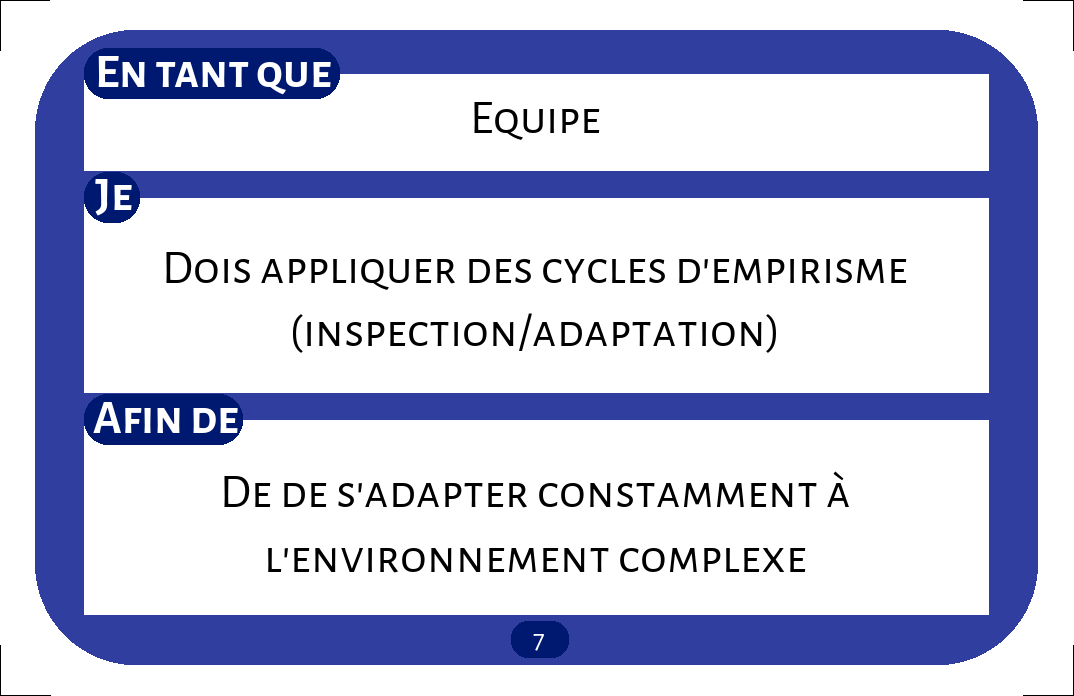 En tant que
Equipe
Je
Dois appliquer des cycles d'empirisme
(inspection/adaptation)
Afin de
De de s'adapter constamment à
l'environnement complexe
7